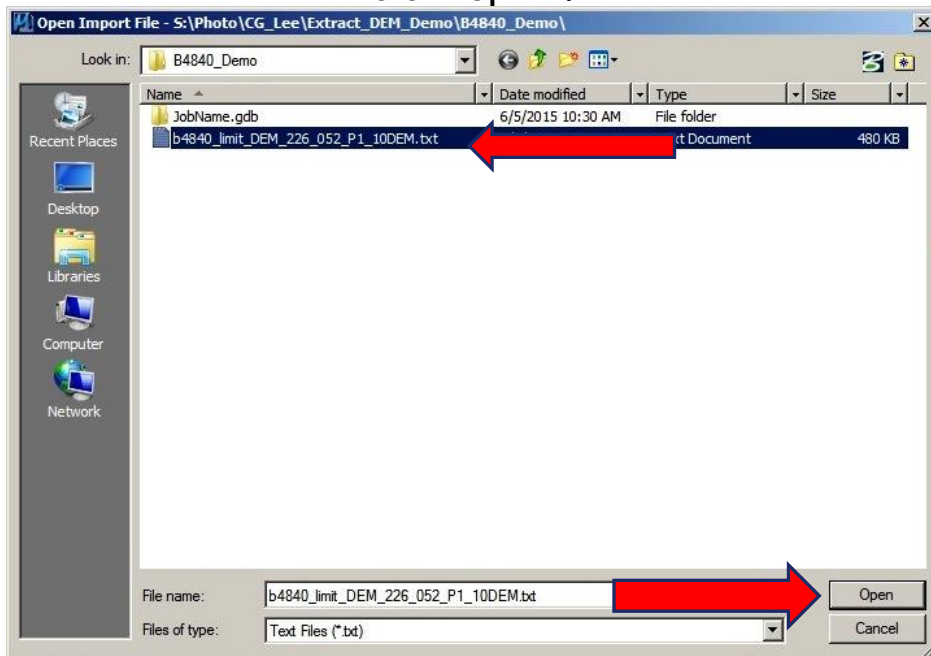 Open Import File - S:\Photo\CG_Lee\Extract_DEM_Demo\B4840_Demo\
Look in: B4840_Demo
Name Date modified Type Size
JobName.gdb 6/5/2015 10:30 AM File folder
b4840_limit_DEM_226_052_P1_10DEM.txt Document 480 KB
Recent Places
Desktop
Libraries
Computer
Network
File name: b4840_limit_DEM_226_052_P1_10DEM.txt Open
Files of type: Text Files (*.txt) Cancel